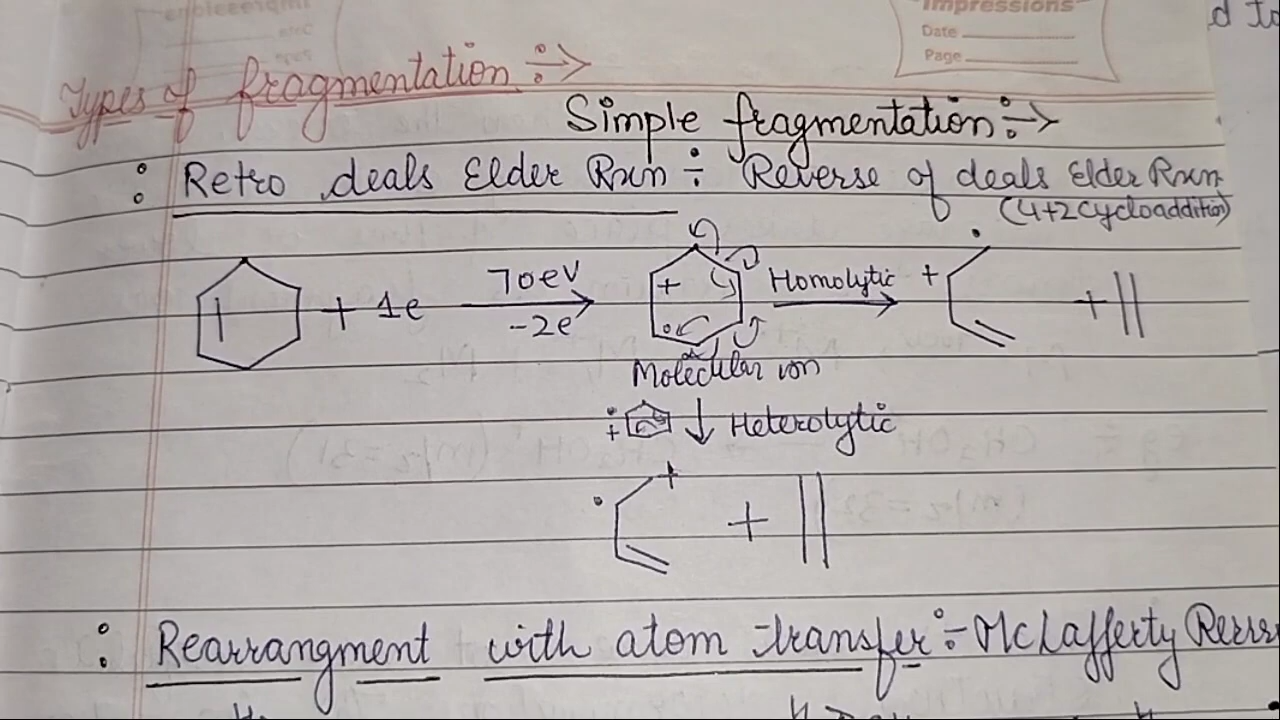 Impressions
Date
Page
d to
Types of fragmentation :->
Simple fragmentation :->
: Retro deals Elder Rxn ÷ Reverse of deals Elder Rxn
(4+2 cycloaddition)
+ 1e 70eV -2e + Homolytic + • + ||
Molecular ion
•+ Heterolytic
• + + ||
: Rearrangment with atom transfer :- McLafferty